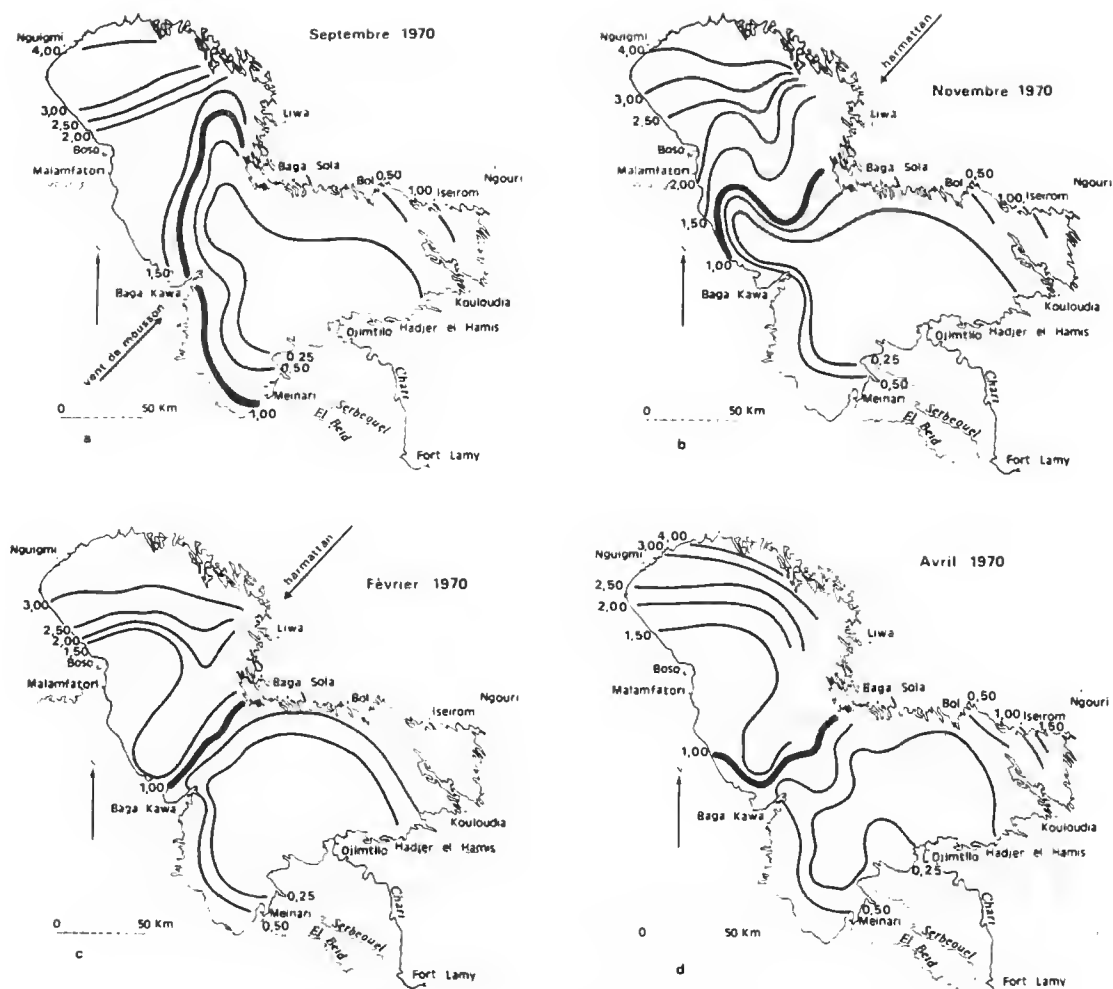 Septembre 1970
Nguigmi
4,00
3,00
2,50
2,00
Boso
Malamfatori
Liwa
Baga Sola
Bol
0,50
1,00
Iseirom
Ngouri
1,50
Baga Kawa
Kouloudia
Hadjer el Hamis
Djimtilo
vent de mousson
0,25
0,50
Meinari
1,00
Chari
Serbequel
El Beid
Fort Lamy
0 50 Km
a
harmattan
Novembre 1970
Nguigmi
4,00
3,00
2,50
Boso
Malamfatori
2,00
Liwa
Baga Sola
Bol
0,50
1,00
Iseirom
Ngouri
1,50
1,00
Baga Kawa
Kouloudia
Hadjer el Hamis
Djimtilo
0,25
0,50
Meinari
Chari
Serbequel
El Beid
Fort Lamy
0 50 Km
b
harmattan
Février 1970
Nguigmi
3,00
2,50
2,00
1,50
Boso
Malamfatori
Liwa
Baga Sola
Bol
Iseirom
Ngouri
1,00
Baga Kawa
Kouloudia
Hadjer el Hamis
Djimtilo
0,25
Meinari
0,50
Chari
Serbequel
El Beid
Fort Lamy
0 50 Km
c
Avril 1970
Nguigmi
4,00
3,00
2,50
2,00
1,50
Boso
Malamfatori
Liwa
Baga Sola
Bol
0,50
1,00
Iseirom
1,50
Ngouri
1,00
Baga Kawa
Kouloudia
Hadjer el Hamis
Djimtilo
0,25
0,50
Meinari
Chari
Serbequel
El Beid
Fort Lamy
0 50 Km
d